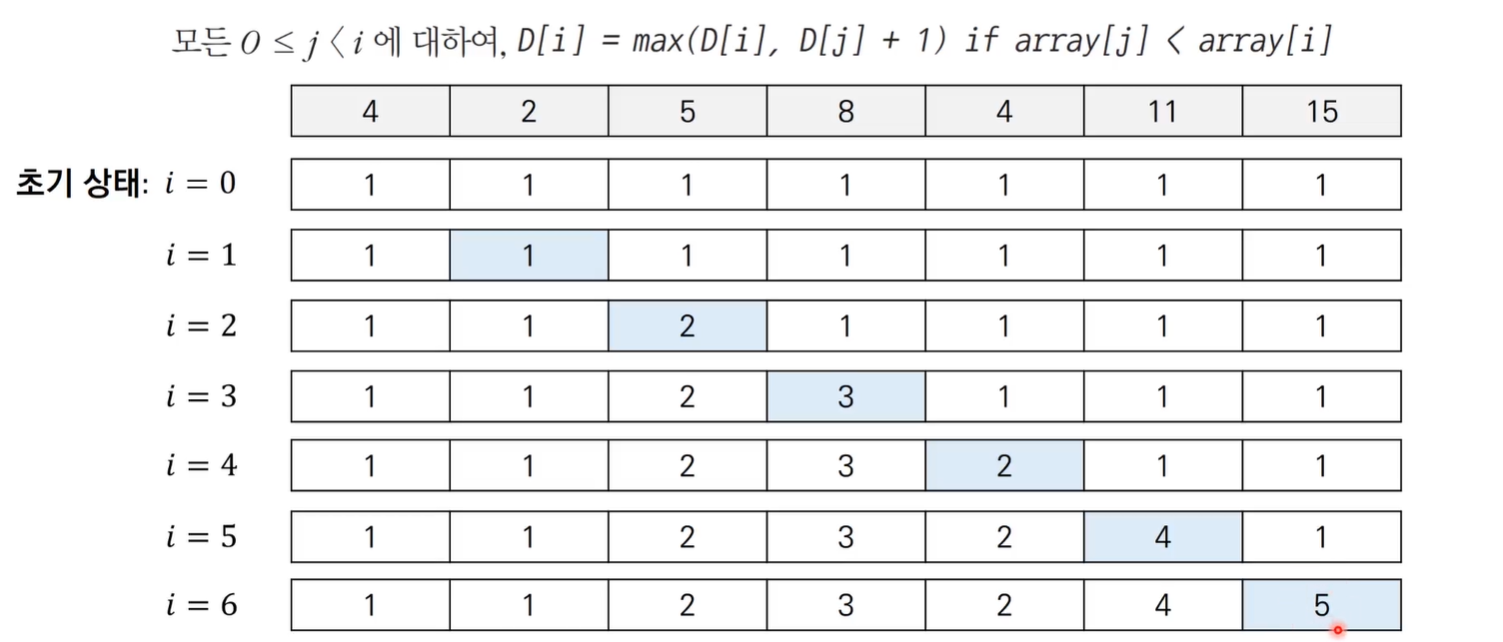 모든 0 ≤ j < i 에 대하여, D[i] = max(D[i], D[j] + 1) if array[j] < array[i]
4 2 5 8 4 11 15
초기 상태: i = 0 1 1 1 1 1 1 1
i = 1 1 1 1 1 1 1 1
i = 2 1 1 2 1 1 1 1
i = 3 1 1 2 3 1 1 1
i = 4 1 1 2 3 2 1 1
i = 5 1 1 2 3 2 4 1
i = 6 1 1 2 3 2 4 5